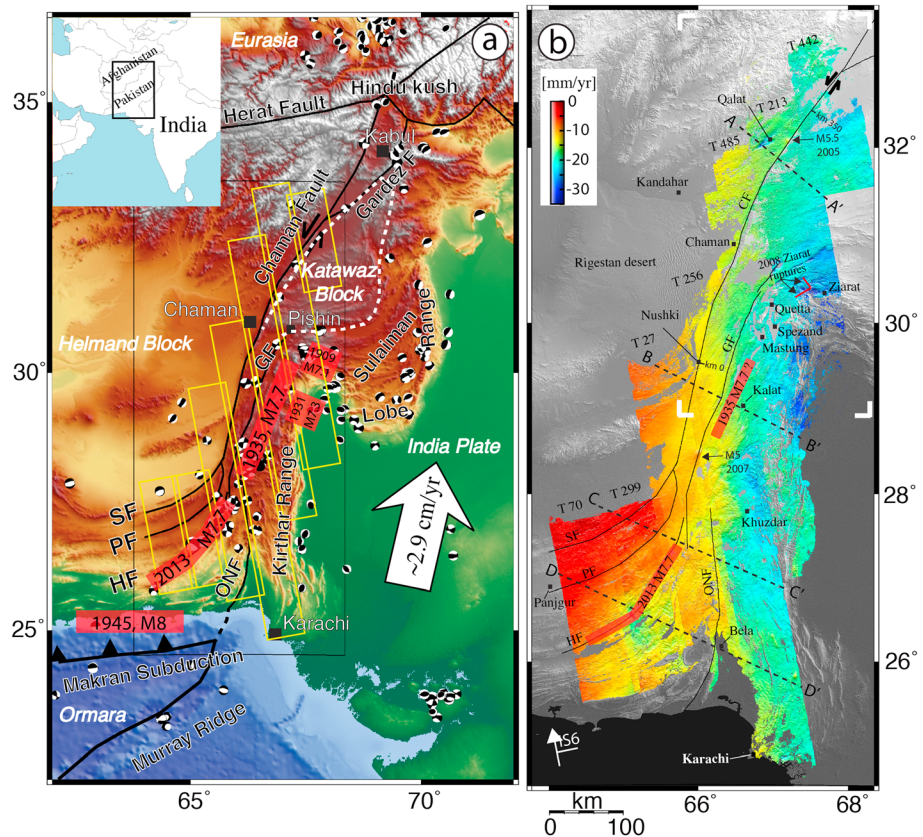 a
Eurasia
Afghanistan
Pakistan
India
Hindu kush
Herat Fault
Kabul
Gardez F
Chaman Fault
Katawaz
Block
Chaman
Pishin
Helmand Block
GF
Sulaiman
Range
Lobe
1909
M7.1
1931
M7.3
1935, M7.7
India Plate
~2.9 cm/yr
Kirthar Range
SF
PF
HF
2013
M7.7
ONF
Karachi
1945, M8
Makran Subduction
Ormara
Murray Ridge
35°
30°
25°
65°
70°
b
[mm/yr]
0
-10
-20
-30
T 442
Qalat
T 213
km 350
A
M5.5
2005
T 485
Kandahar
A'
CF
Chaman
Rigestan desert
2008 Ziarat
ruptures
T 256
Ziarat
Quetta
Nushki
Spezand
GF
Mastung
T 27
B
km 0
1935 M7.7 ?
Kalat
B'
M5
2007
T 299
T 70
C
Khuzdar
SF
PF
D
2013 M7.7
ONF
C'
Panjgur
HF
Bela
D'
IS6
Karachi
32°
30°
28°
26°
66°
68°
km
0
100